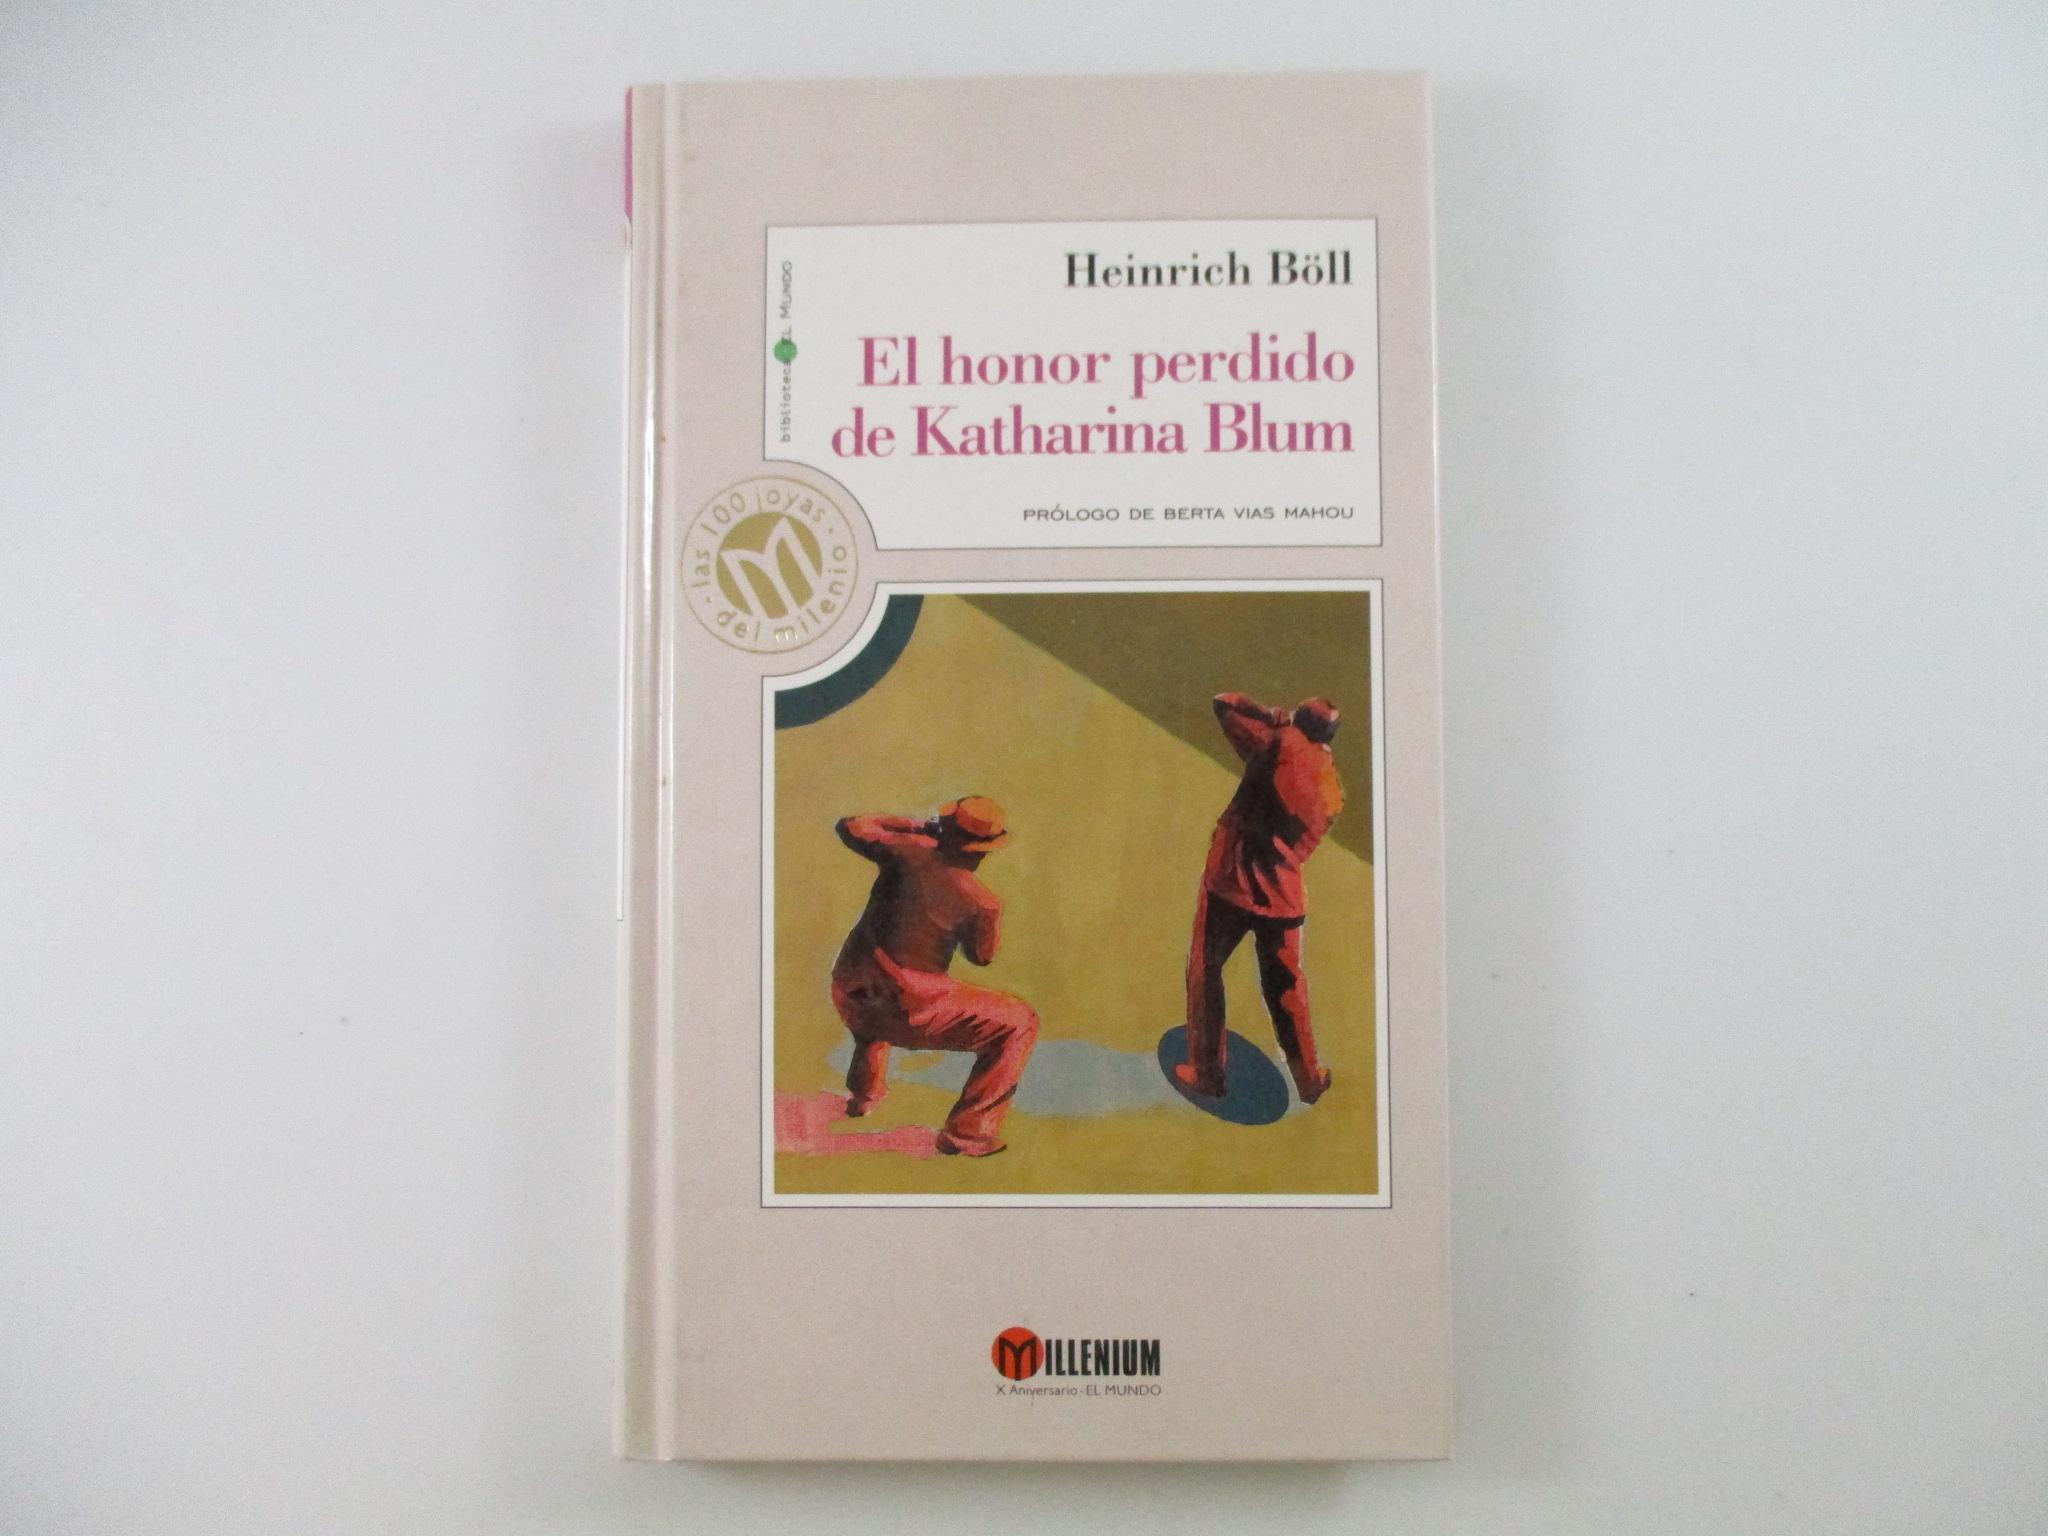 Heinrich Böll
El honor perdido
de Katharina Blum
PRÓLOGO DE BERTA VIAS MAHOU
biblioteca EL MUNDO
· las 100 joyas ·
del milenio
MILLENIUM
X Aniversario - EL MUNDO